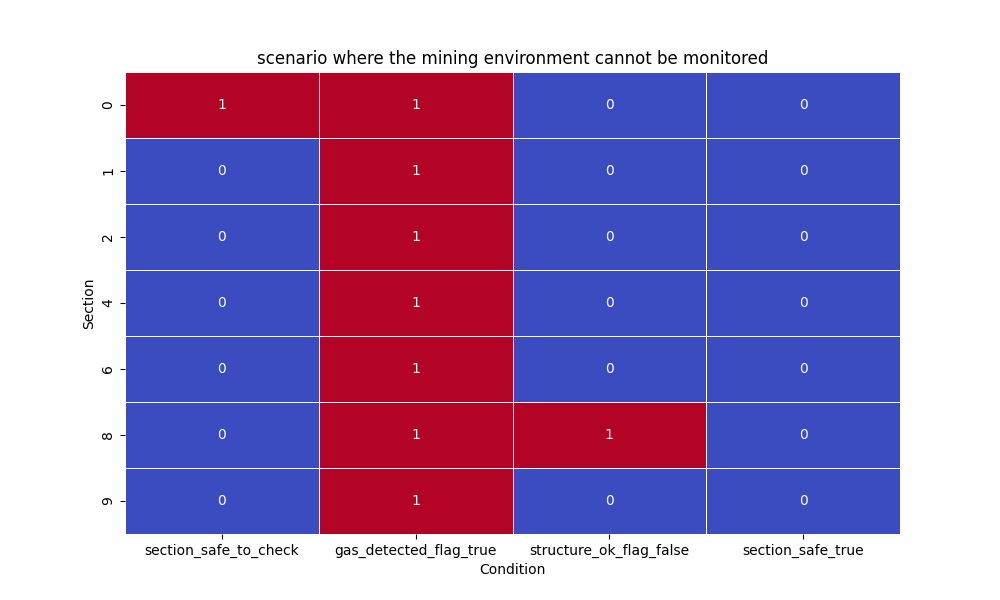 scenario where the mining environment cannot be monitored
0 1 1 0 0
1 0 1 0 0
2 0 1 0 0
4 0 1 0 0
6 0 1 0 0
8 0 1 1 0
9 0 1 0 0
Section
section_safe_to_check gas_detected_flag_true structure_ok_flag_false section_safe_true
Condition